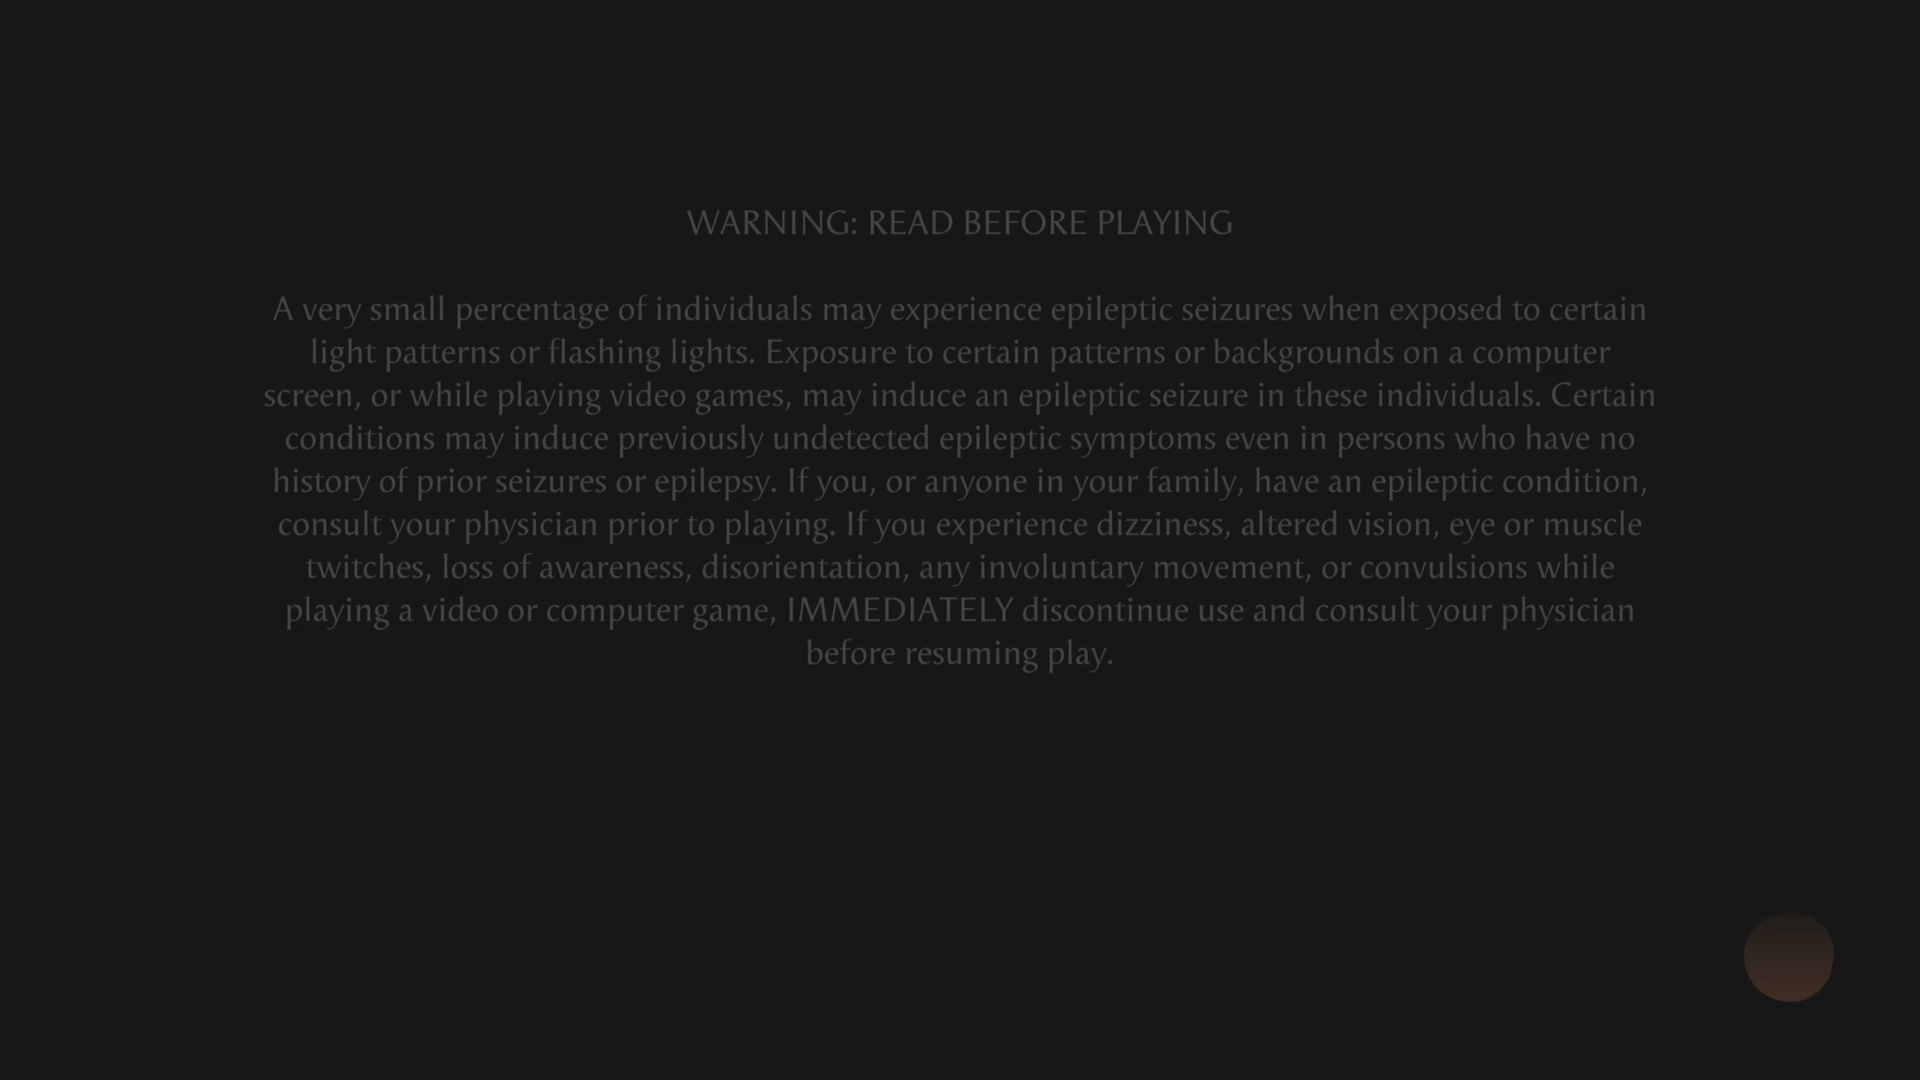 WARNING: READ BEFORE PLAYING
A very small percentage of individuals may experience epileptic seizures when exposed to certain
light patterns or flashing lights. Exposure to certain patterns or backgrounds on a computer
screen, or while playing video games, may induce an epileptic seizure in these individuals. Certain
conditions may induce previously undetected epileptic symptoms even in persons who have no
history of prior seizures or epilepsy. If you, or anyone in your family, have an epileptic condition,
consult your physician prior to playing. If you experience dizziness, altered vision, eye or muscle
twitches, loss of awareness, disorientation, any involuntary movement, or convulsions while
playing a video or computer game, IMMEDIATELY discontinue use and consult your physician
before resuming play.